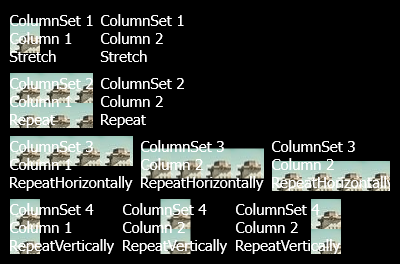 ColumnSet 1
Column 1
Stretch
ColumnSet 1
Column 2
Stretch
ColumnSet 2
Column 1
Repeat
ColumnSet 2
Column 2
Repeat
ColumnSet 3
Column 1
RepeatHorizontally
ColumnSet 3
Column 2
RepeatHorizontally
ColumnSet 3
Column 2
RepeatHorizontally
ColumnSet 4
Column 1
RepeatVertically
ColumnSet 4
Column 2
RepeatVertically
ColumnSet 4
Column 2
RepeatVertically